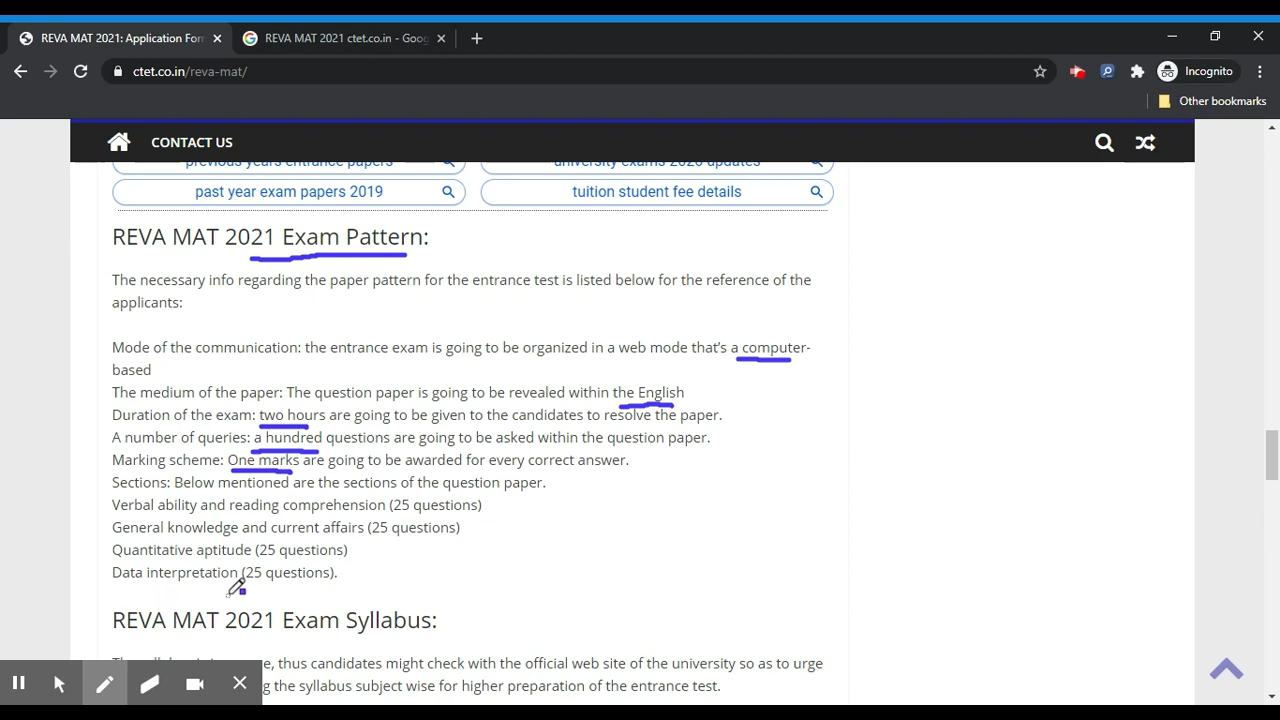 REVA MAT 2021: Application For
REVA MAT 2021 ctet.co.in - Goog
ctet.co.in/reva-mat/
Incognito
Other bookmarks
CONTACT US
previous years entrance papers
university exams 2020 updates
past year exam papers 2019
tuition student fee details
REVA MAT 2021 Exam Pattern:
The necessary info regarding the paper pattern for the entrance test is listed below for the reference of the
applicants:
Mode of the communication: the entrance exam is going to be organized in a web mode that's a computer-
based
The medium of the paper: The question paper is going to be revealed within the English
Duration of the exam: two hours are going to be given to the candidates to resolve the paper.
A number of queries: a hundred questions are going to be asked within the question paper.
Marking scheme: One marks are going to be awarded for every correct answer.
Sections: Below mentioned are the sections of the question paper.
Verbal ability and reading comprehension (25 questions)
General knowledge and current affairs (25 questions)
Quantitative aptitude (25 questions)
Data interpretation (25 questions).
REVA MAT 2021 Exam Syllabus:
thus candidates might check with the official web site of the university so as to urge
the syllabus subject wise for higher preparation of the entrance test.